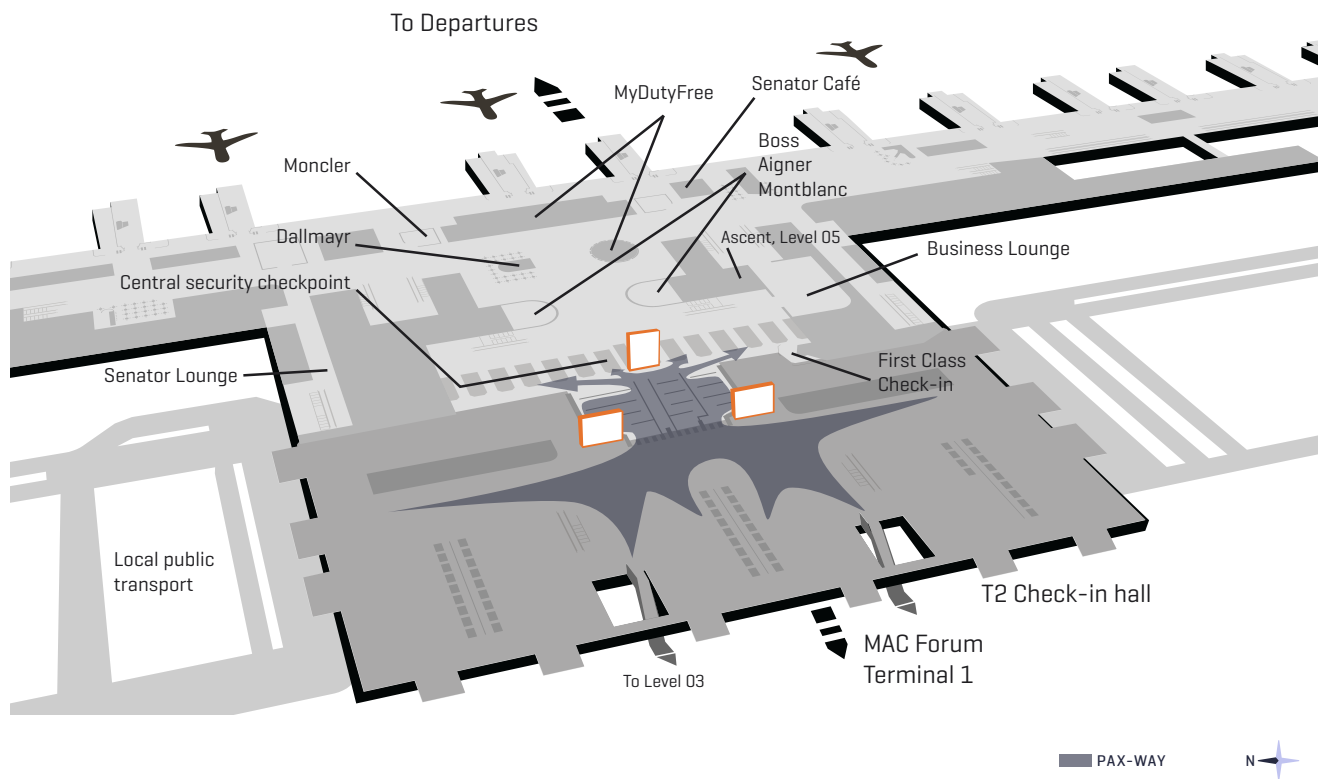 To Departures
MyDutyFree
Senator Café
Boss
Aigner
Montblanc
Moncler
Dallmayr
Ascent, Level 05
Business Lounge
Central security checkpoint
First Class
Check-in
Senator Lounge
Local public
transport
T2 Check-in hall
MAC Forum
Terminal 1
To Level 03
PAX-WAY
N